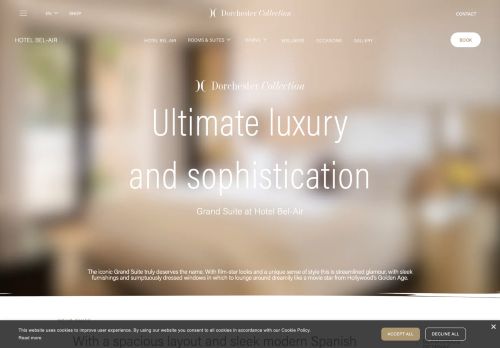 EN SHOP Dorchester Collection CONTACT
HOTEL BEL-AIR HOTEL BEL-AIR ROOMS & SUITES DINING WELLNESS OCCASIONS GALLERY BOOK
Dorchester Collection
Ultimate luxury
and sophistication
Grand Suite at Hotel Bel-Air
The iconic Grand Suite truly deserves the name. With film-star looks and a unique sense of style this is streamlined glamour, with sleek
furnishings and sumptuously dressed windows in which to lounge around dreamily like a movie star from Hollywood's Golden Age.
With a spacious layout and sleek modern Spanish
This website uses cookies to improve user experience. By using our website you consent to all cookies in accordance with our Cookie Policy.
Read more
ACCEPT ALL DECLINE ALL